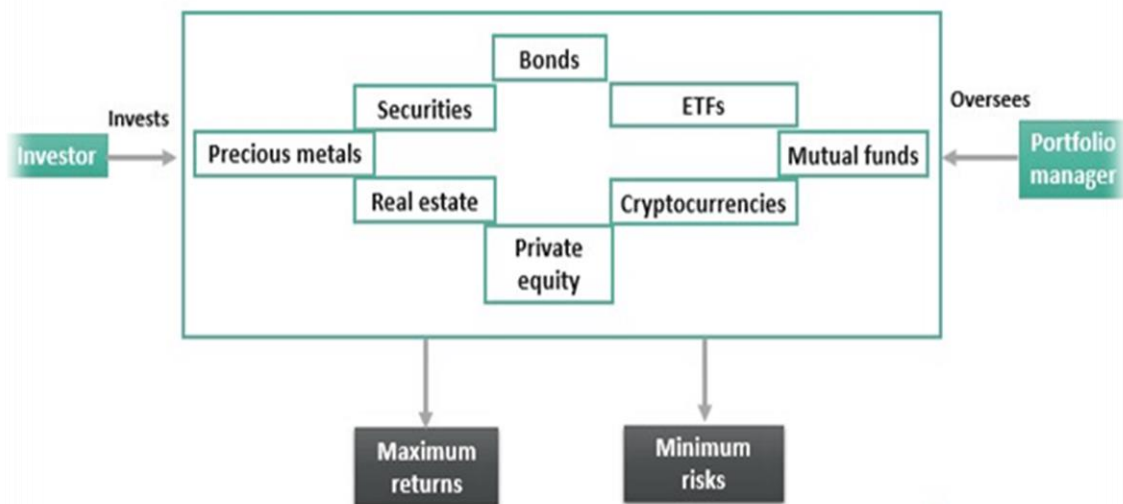 Bonds
Securities
ETFs
Invests
Oversees
Investor
Precious metals
Mutual funds
Portfolio
manager
Real estate
Cryptocurrencies
Private
equity
Maximum
returns
Minimum
risks